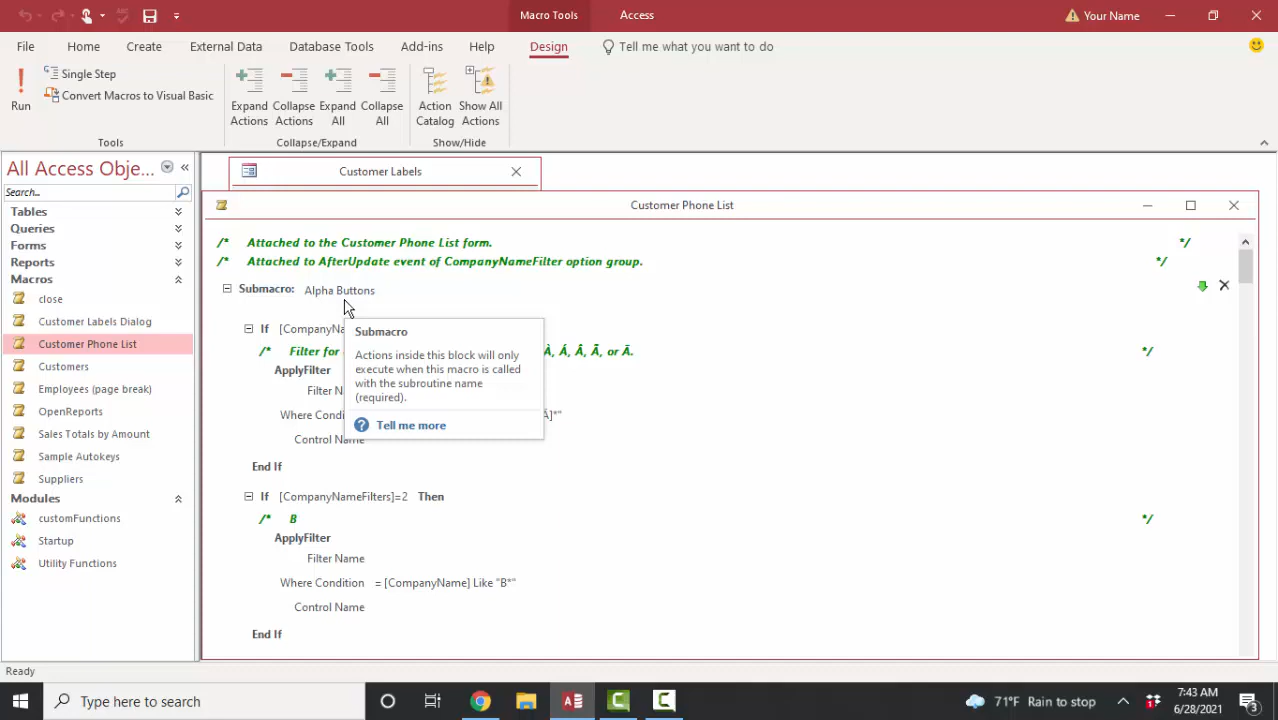 Macro Tools
Access
Your Name
File Home Create External Data Database Tools Add-ins Help Design Tell me what you want to do
Run
Single Step
Convert Macros to Visual Basic
Tools
Expand Actions
Collapse Actions
Expand All
Collapse All
Collapse/Expand
Action Catalog
Show All Actions
Show/Hide
All Access Obje... «
Search...
Tables
Queries
Forms
Reports
Macros
close
Customer Labels Dialog
Customer Phone List
Customers
Employees (page break)
OpenReports
Sales Totals by Amount
Sample Autokeys
Suppliers
Modules
customFunctions
Startup
Utility Functions
Customer Labels
Customer Phone List
/* Attached to the Customer Phone List form. */
/* Attached to AfterUpdate event of CompanyNameFilter option group. */
Submacro: Alpha Buttons
If [CompanyNa
/* Filter for À, Á, Â, Ã, or Ä. */
ApplyFilter
Filter N
Where Condi Ä]*"
Control Name
End If
Submacro
Actions inside this block will only
execute when this macro is called
with the subroutine name
(required).
Tell me more
If [CompanyNameFilters]=2 Then
/* B */
ApplyFilter
Filter Name
Where Condition = [CompanyName] Like "B*"
Control Name
End If
Ready
Type here to search
71°F Rain to stop
1
7:43 AM
6/28/2021
3